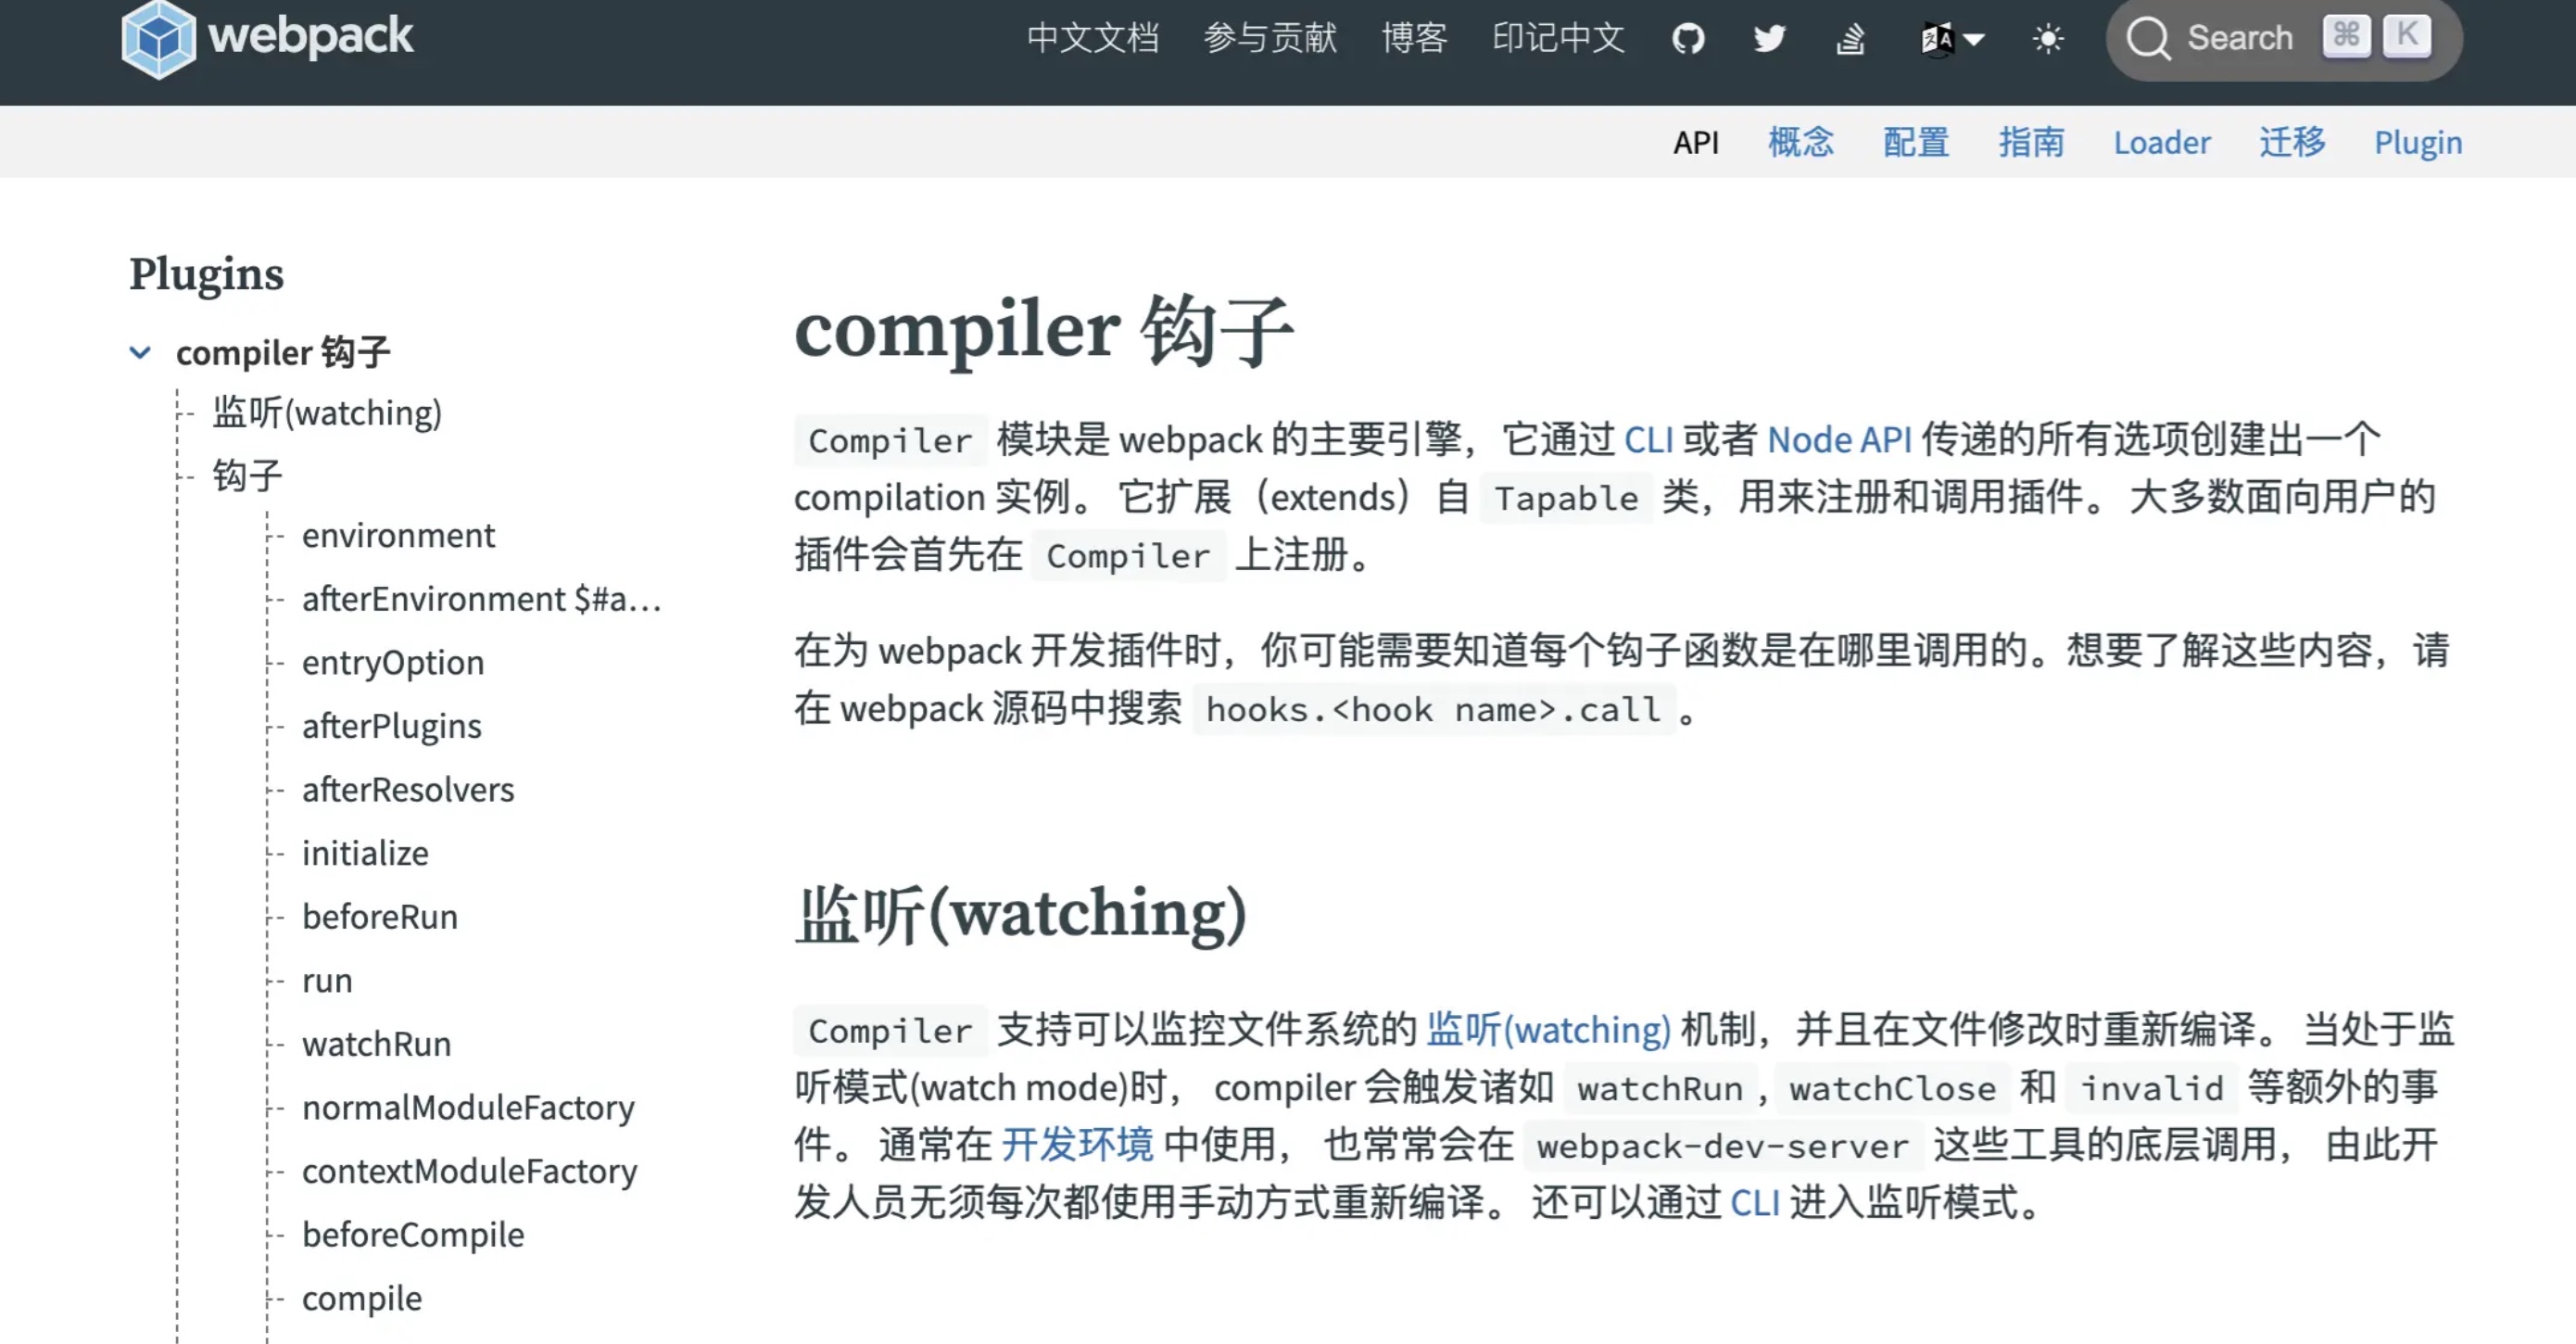 webpack
中文文档 参与贡献 博客 印记中文 Search ⌘ K
API 概念 配置 指南 Loader 迁移 Plugin
Plugins
compiler 钩子
监听(watching)
钩子
environment
afterEnvironment $#a...
entryOption
afterPlugins
afterResolvers
initialize
beforeRun
run
watchRun
normalModuleFactory
contextModuleFactory
beforeCompile
compile
compiler 钩子
Compiler 模块是 webpack 的主要引擎，它通过 CLI 或者 Node API 传递的所有选项创建出一个
compilation 实例。 它扩展（extends）自 Tapable 类，用来注册和调用插件。 大多数面向用户的
插件会首先在 Compiler 上注册。
在为 webpack 开发插件时，你可能需要知道每个钩子函数是在哪里调用的。想要了解这些内容，请
在 webpack 源码中搜索 hooks.<hook name>.call 。
监听(watching)
Compiler 支持可以监控文件系统的 监听(watching) 机制，并且在文件修改时重新编译。 当处于监
听模式(watch mode)时， compiler 会触发诸如 watchRun , watchClose 和 invalid 等额外的事
件。 通常在 开发环境 中使用， 也常常会在 webpack-dev-server 这些工具的底层调用， 由此开
发人员无须每次都使用手动方式重新编译。 还可以通过 CLI 进入监听模式。